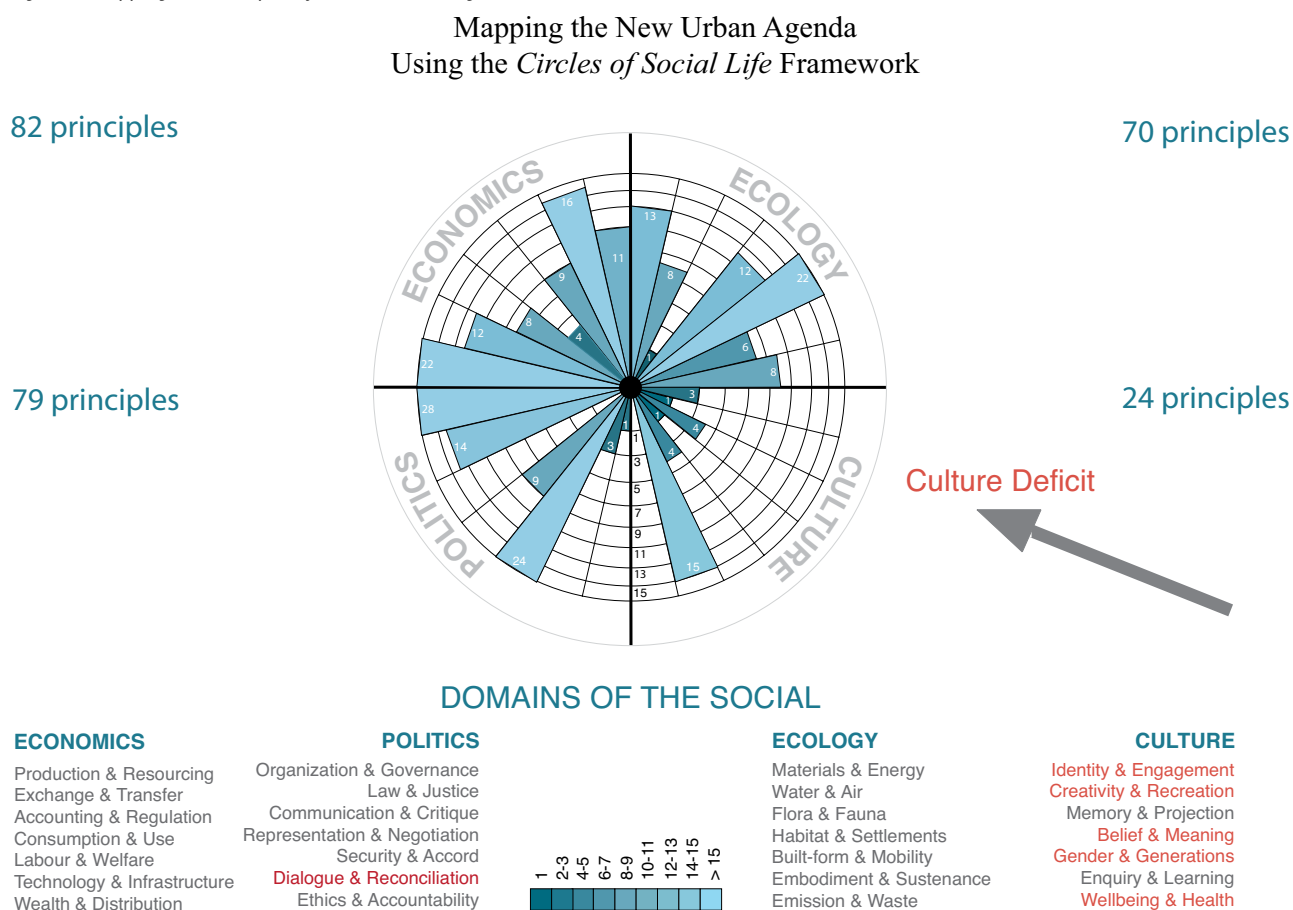 Mapping the New Urban Agenda
Using the Circles of Social Life Framework
82 principles
70 principles
ECONOMICS
ECOLOGY
16
13
11
12
22
9
8
8
4
12
1
6
22
8
79 principles
24 principles
28
3
1
1
4
14
1
3
4
9
24
15
1
3
5
7
9
11
13
15
POLITICS
CULTURE
Culture Deficit
DOMAINS OF THE SOCIAL
ECONOMICS
Production & Resourcing
Exchange & Transfer
Accounting & Regulation
Consumption & Use
Labour & Welfare
Technology & Infrastructure
Wealth & Distribution
POLITICS
Organization & Governance
Law & Justice
Communication & Critique
Representation & Negotiation
Security & Accord
Dialogue & Reconciliation
Ethics & Accountability
1
2-3
4-5
6-7
8-9
10-11
12-13
14-15
> 15
ECOLOGY
Materials & Energy
Water & Air
Flora & Fauna
Habitat & Settlements
Built-form & Mobility
Embodiment & Sustenance
Emission & Waste
CULTURE
Identity & Engagement
Creativity & Recreation
Memory & Projection
Belief & Meaning
Gender & Generations
Enquiry & Learning
Wellbeing & Health